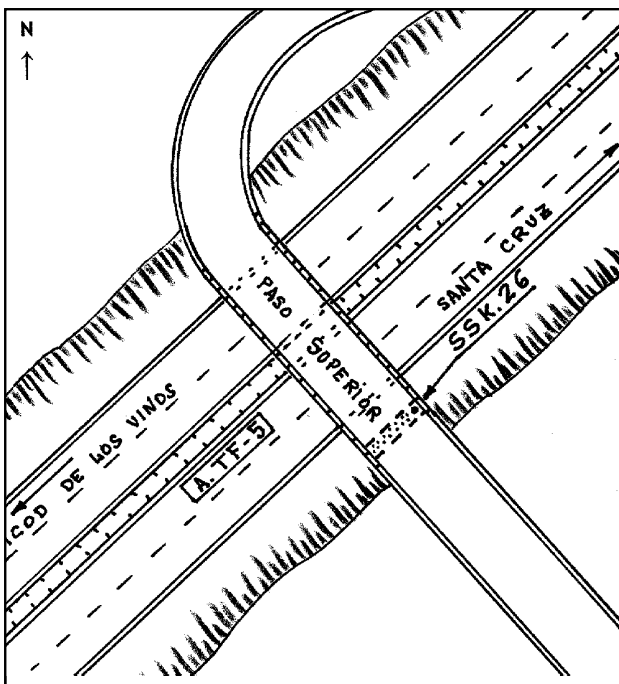 N
SANTA CRUZ
SSK.26
PASO
SUPERIOR
ICOD DE LOS VINOS
A.TF-5